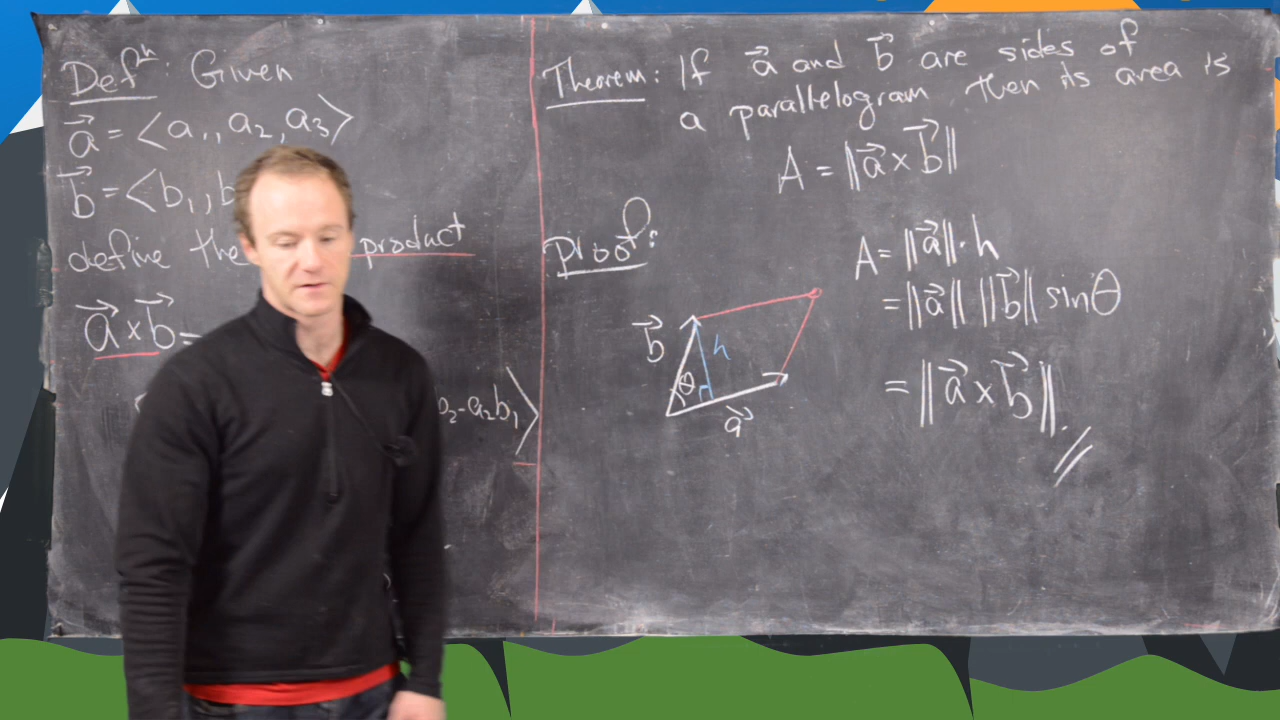 Defⁿ: Given
a⃗ = ⟨a₁, a₂, a₃⟩
b⃗ = ⟨b₁, b
define the product
a⃗ × b⃗ =
b₂-a₂b₁⟩
Theorem: If a⃗ and b⃗ are sides of
a parallelogram then its area is
A = ‖a⃗ × b⃗‖
Proof:
b⃗
h
θ
a⃗
A = ‖a⃗‖·h
= ‖a⃗‖ ‖b⃗‖ sinθ
= ‖a⃗ × b⃗‖. //